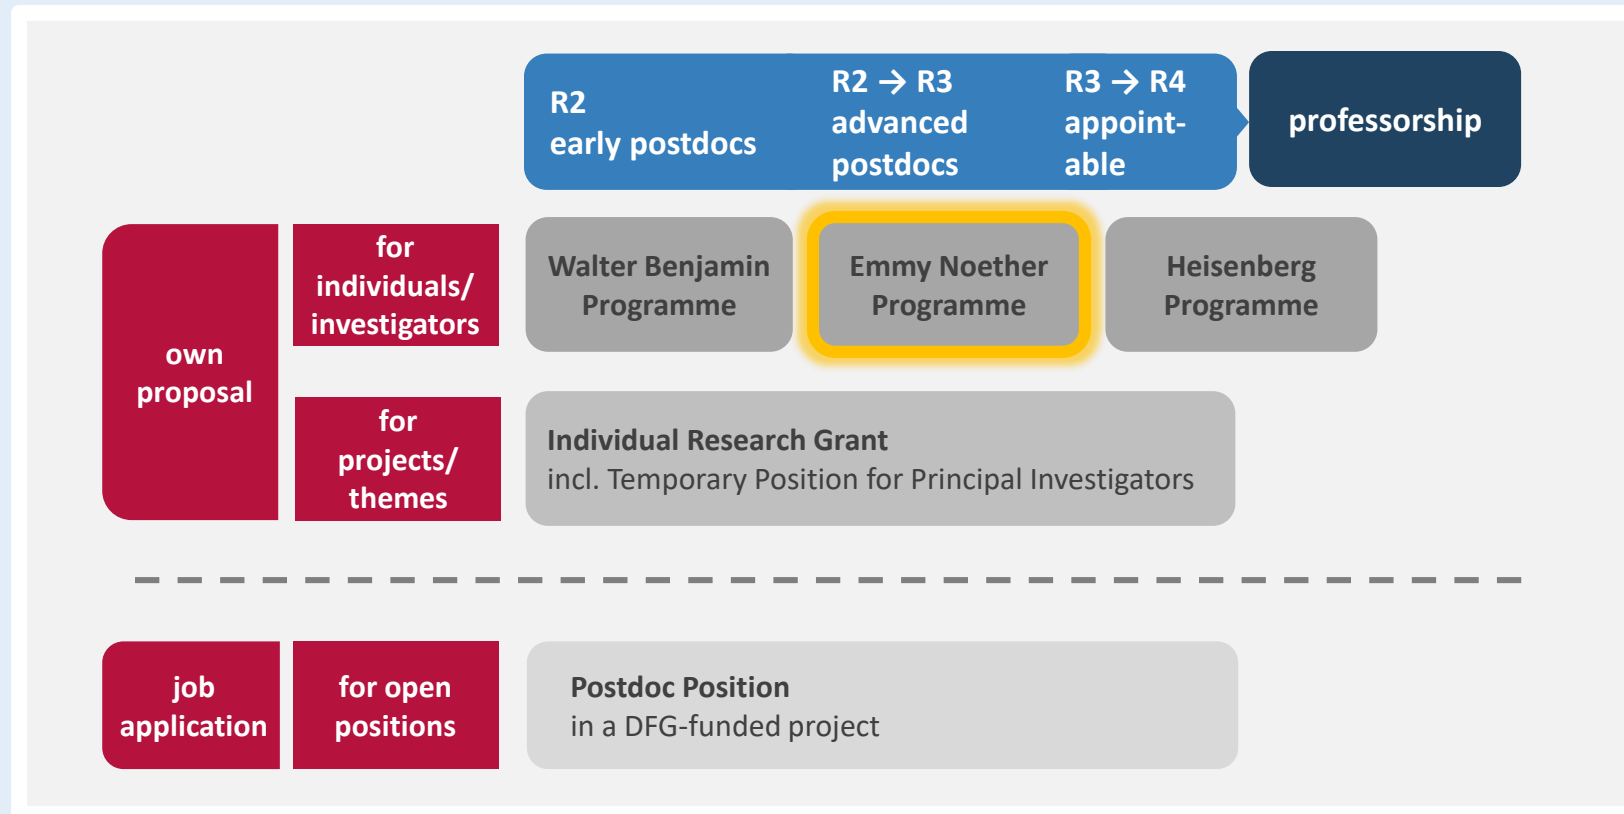 R2
early postdocs
R2 → R3
advanced
postdocs
R3 → R4
appoint-
able
professorship
own
proposal
for
individuals/
investigators
Walter Benjamin
Programme
Emmy Noether
Programme
Heisenberg
Programme
for
projects/
themes
Individual Research Grant
incl. Temporary Position for Principal Investigators
job
application
for open
positions
Postdoc Position
in a DFG-funded project